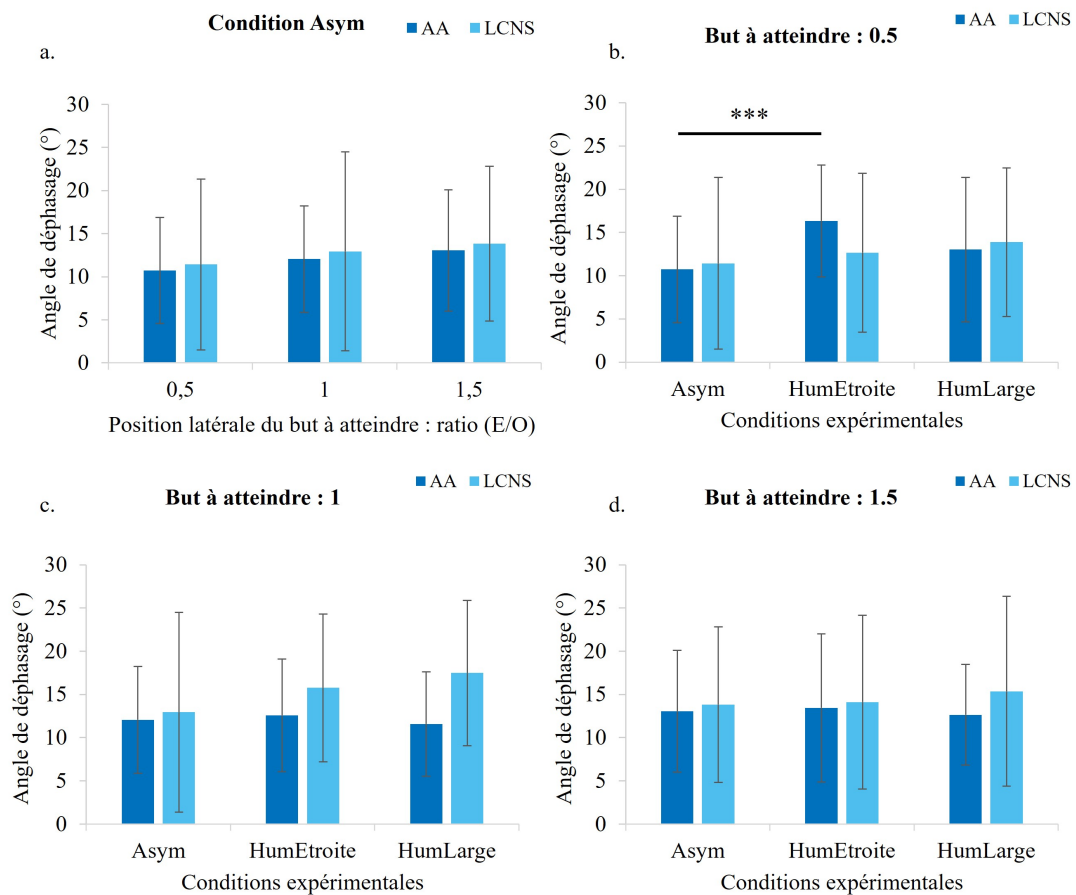 Condition Asym
AA LCNS
a.
30
25
20
15
10
5
0
Angle de déphasage (°)
0,5 1 1,5
Position latérale du but à atteindre : ratio (E/O)
AA LCNS
But à atteindre : 0.5
b.
***
30
25
20
15
10
5
0
Angle de déphasage (°)
Asym HumEtroite HumLarge
Conditions expérimentales
AA LCNS
But à atteindre : 1
c.
30
25
20
15
10
5
0
Angle de déphasage (°)
Asym HumEtroite HumLarge
Conditions expérimentales
AA LCNS
But à atteindre : 1.5
d.
30
25
20
15
10
5
0
Angle de déphasage (°)
Asym HumEtroite HumLarge
Conditions expérimentales